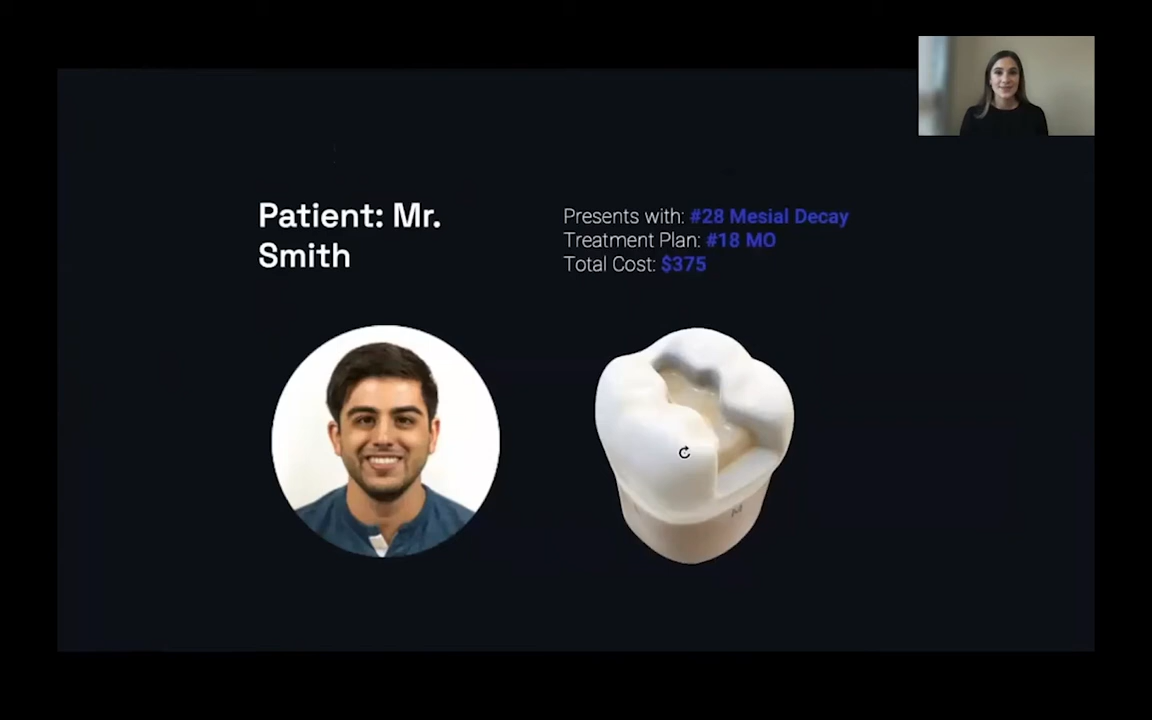 Patient: Mr.
Smith
Presents with: #28 Mesial Decay
Treatment Plan: #18 MO
Total Cost: $375